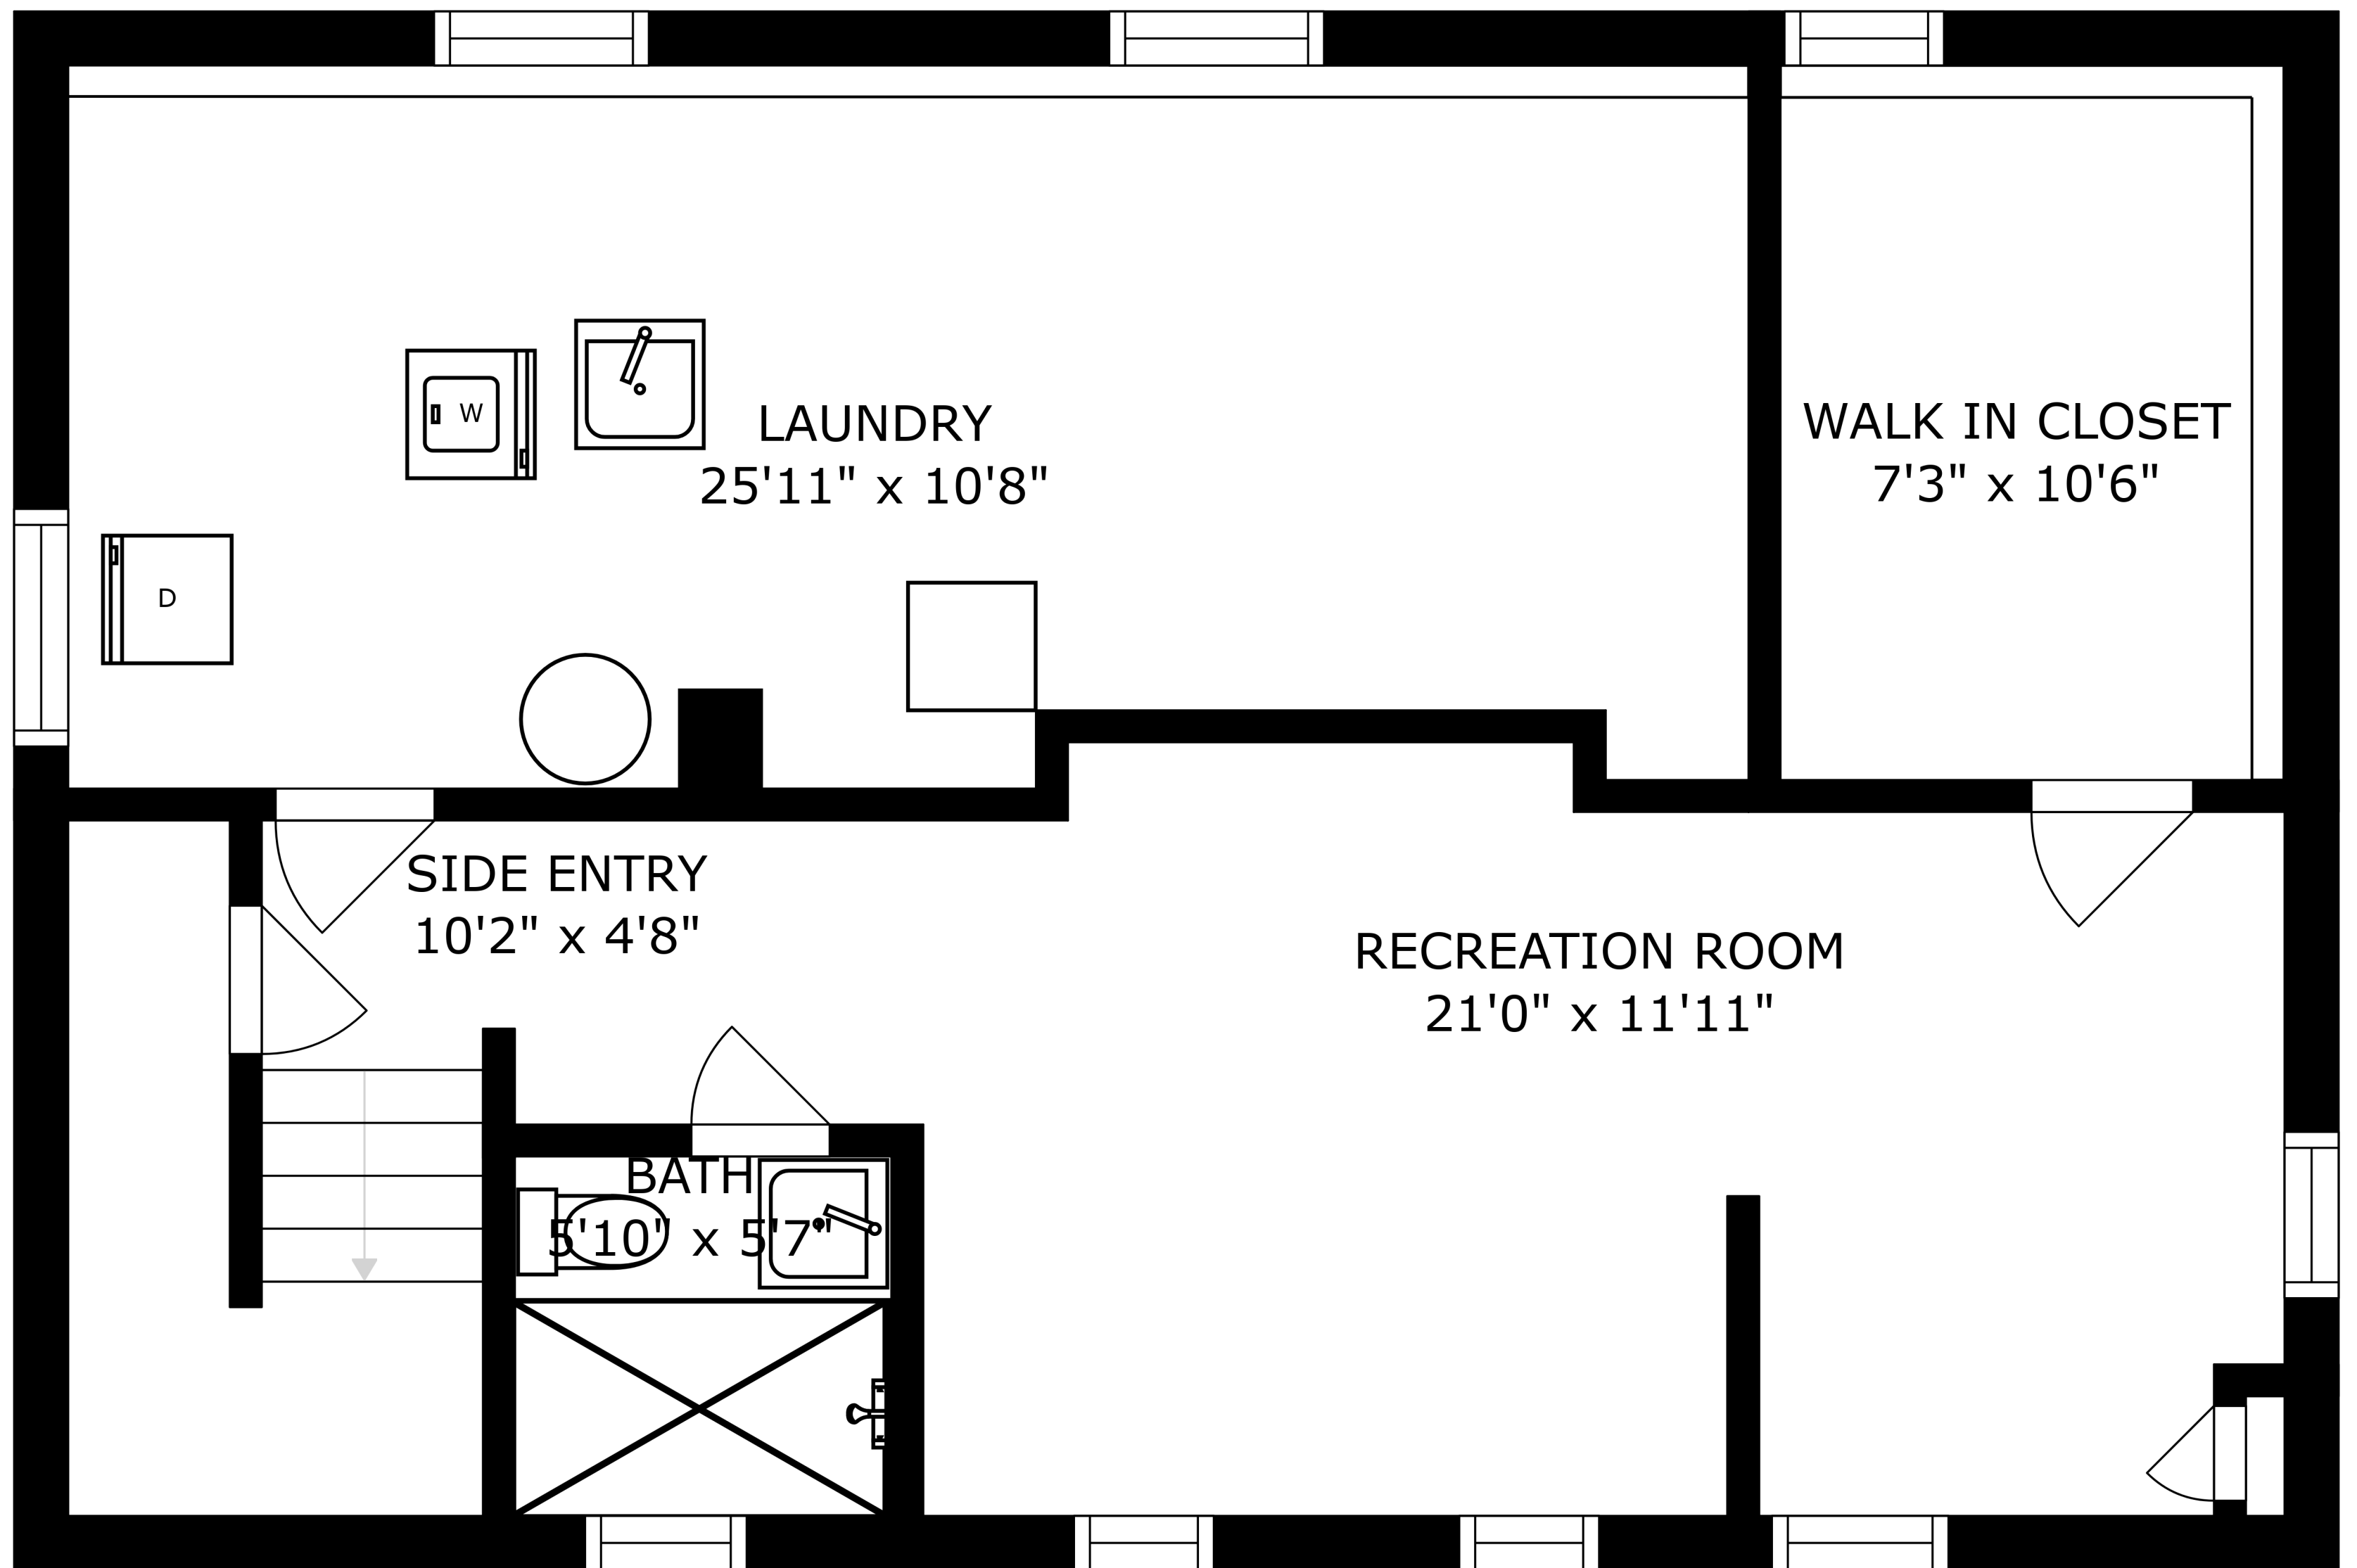 LAUNDRY
25'11" x 10'8"
WALK IN CLOSET
7'3" x 10'6"
W
D
SIDE ENTRY
10'2" x 4'8"
RECREATION ROOM
21'0" x 11'11"
BATH
5'10" x 5'7"